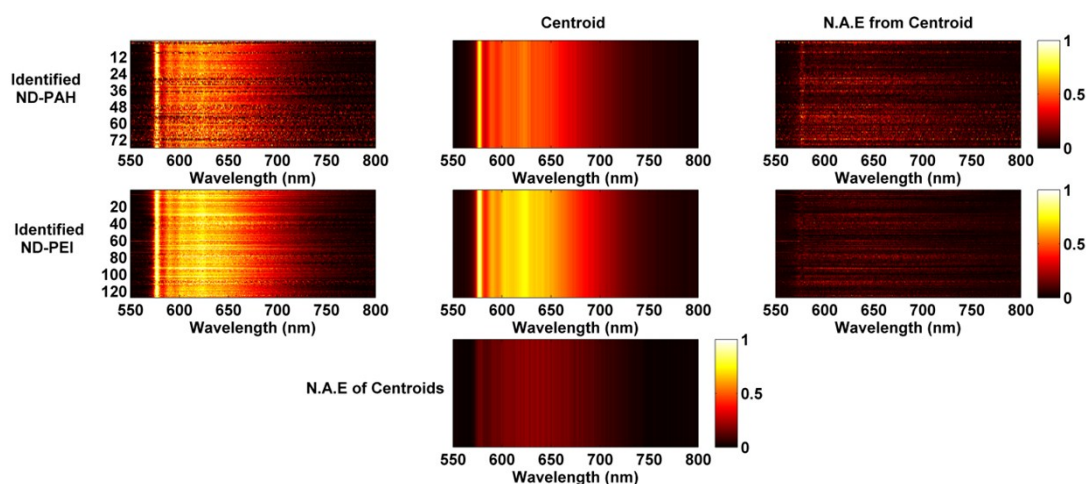 Centroid
N.A.E from Centroid
Identified
ND-PAH
12
24
36
48
60
72
550 600 650 700 750 800
Wavelength (nm)
550 600 650 700 750 800
Wavelength (nm)
550 600 650 700 750 800
Wavelength (nm)
1
0.5
0
Identified
ND-PEI
20
40
60
80
100
120
550 600 650 700 750 800
Wavelength (nm)
550 600 650 700 750 800
Wavelength (nm)
550 600 650 700 750 800
Wavelength (nm)
1
0.5
0
N.A.E of Centroids
550 600 650 700 750 800
Wavelength (nm)
1
0.5
0